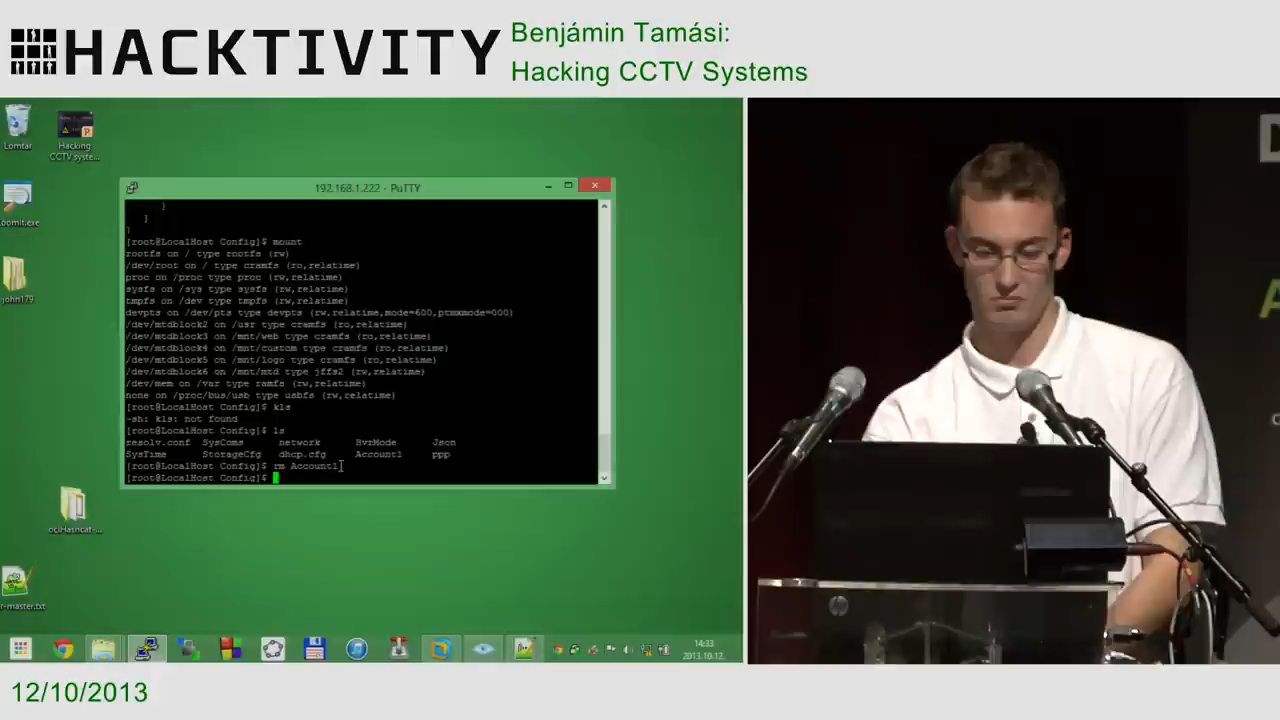 HACKTIVITY
Benjámin Tamási:
Hacking CCTV Systems
Lomtár
Hacking
CCTV syste...
oomit.exe
john179
oclHashcat-...
r-master.txt
192.168.1.222 - PuTTY
}
]
}
[root@LocalHost Config]$ mount
rootfs on / type rootfs (rw)
/dev/root on / type cramfs (ro,relatime)
proc on /proc type proc (rw,relatime)
sysfs on /sys type sysfs (rw,relatime)
tmpfs on /dev type tmpfs (rw,relatime)
devpts on /dev/pts type devpts (rw,relatime,mode=600,ptmxmode=000)
/dev/mtdblock2 on /usr type cramfs (ro,relatime)
/dev/mtdblock3 on /mnt/web type cramfs (ro,relatime)
/dev/mtdblock4 on /mnt/custom type cramfs (ro,relatime)
/dev/mtdblock5 on /mnt/logo type cramfs (ro,relatime)
/dev/mtdblock6 on /mnt/mtd type jffs2 (rw,relatime)
/dev/mem on /var type ramfs (rw,relatime)
none on /proc/bus/usb type usbfs (rw,relatime)
[root@LocalHost Config]$ kls
-sh: kls: not found
[root@LocalHost Config]$ ls
resolv.conf SysComs network RvrMode Json
SysTime StorageCfg dhcp.cfg Account1 ppp
[root@LocalHost Config]$ rm Account1
[root@LocalHost Config]$
14:33
2013.10.12.
12/10/2013